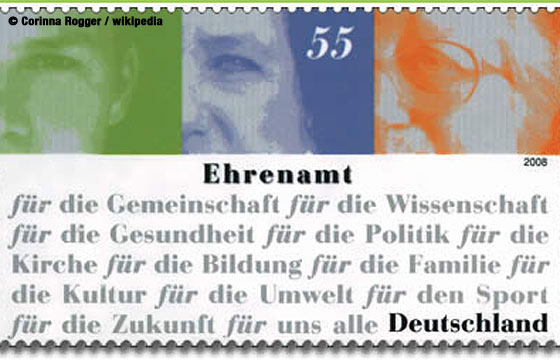 © Corinna Rogger / wikipedia
55
2008
Ehrenamt
für die Gemeinschaft für die Wissenschaft
für die Gesundheit für die Politik für die
Kirche für die Bildung für die Familie für
die Kultur für die Umwelt für den Sport
für die Zukunft für uns alle Deutschland